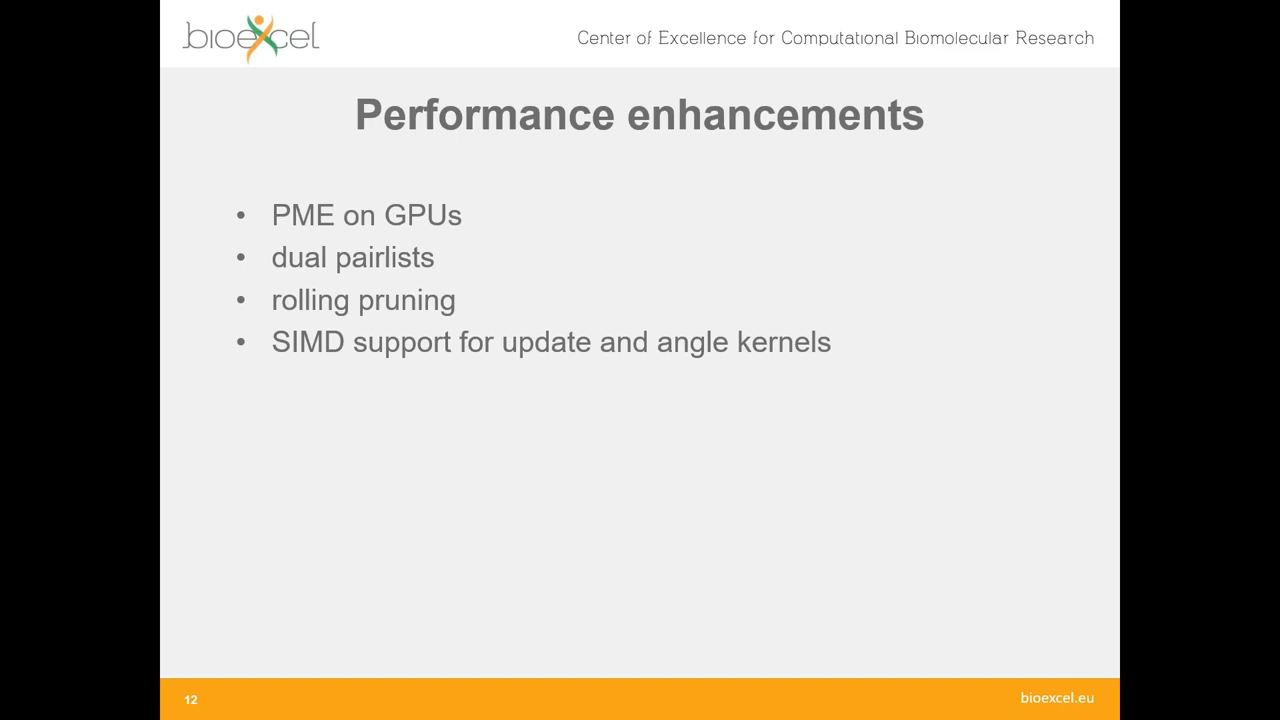 bioexcel
Center of Excellence for Computational Biomolecular Research
Performance enhancements
• PME on GPUs
• dual pairlists
• rolling pruning
• SIMD support for update and angle kernels
12
bioexcel.eu